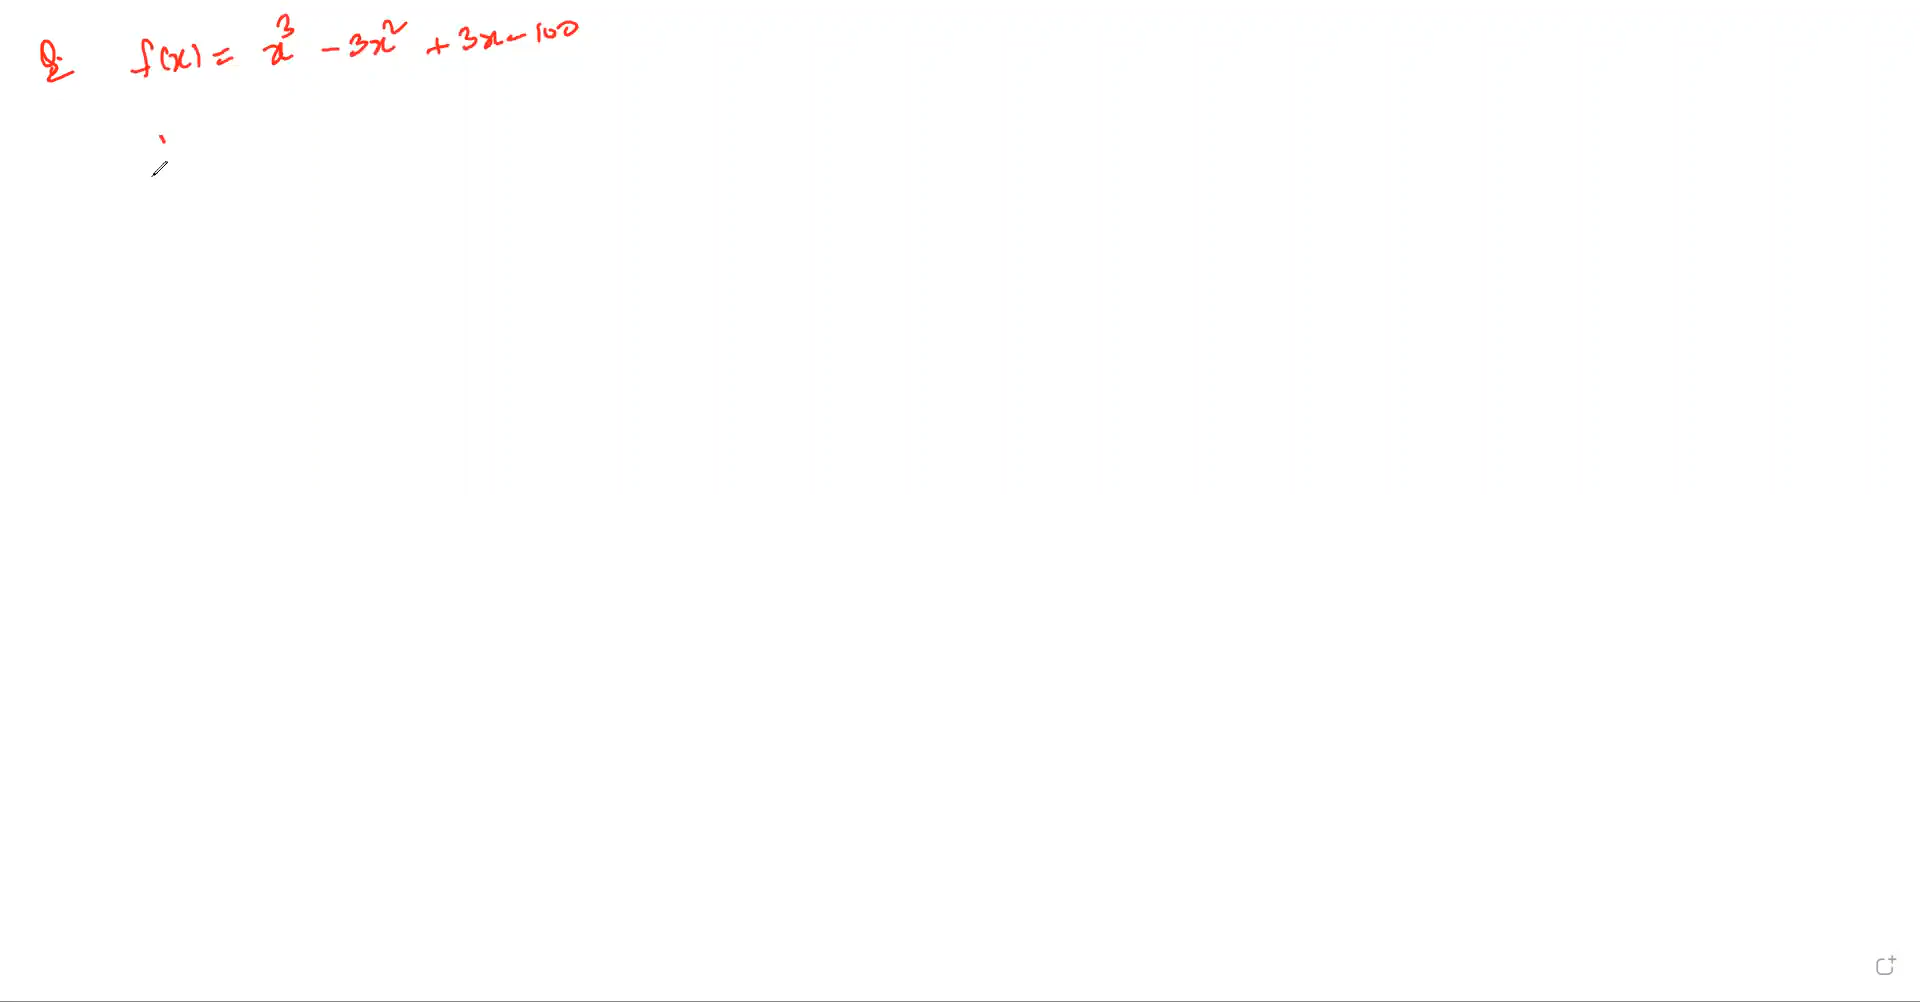 Q: f(x) = x³ - 3x² + 3x - 100